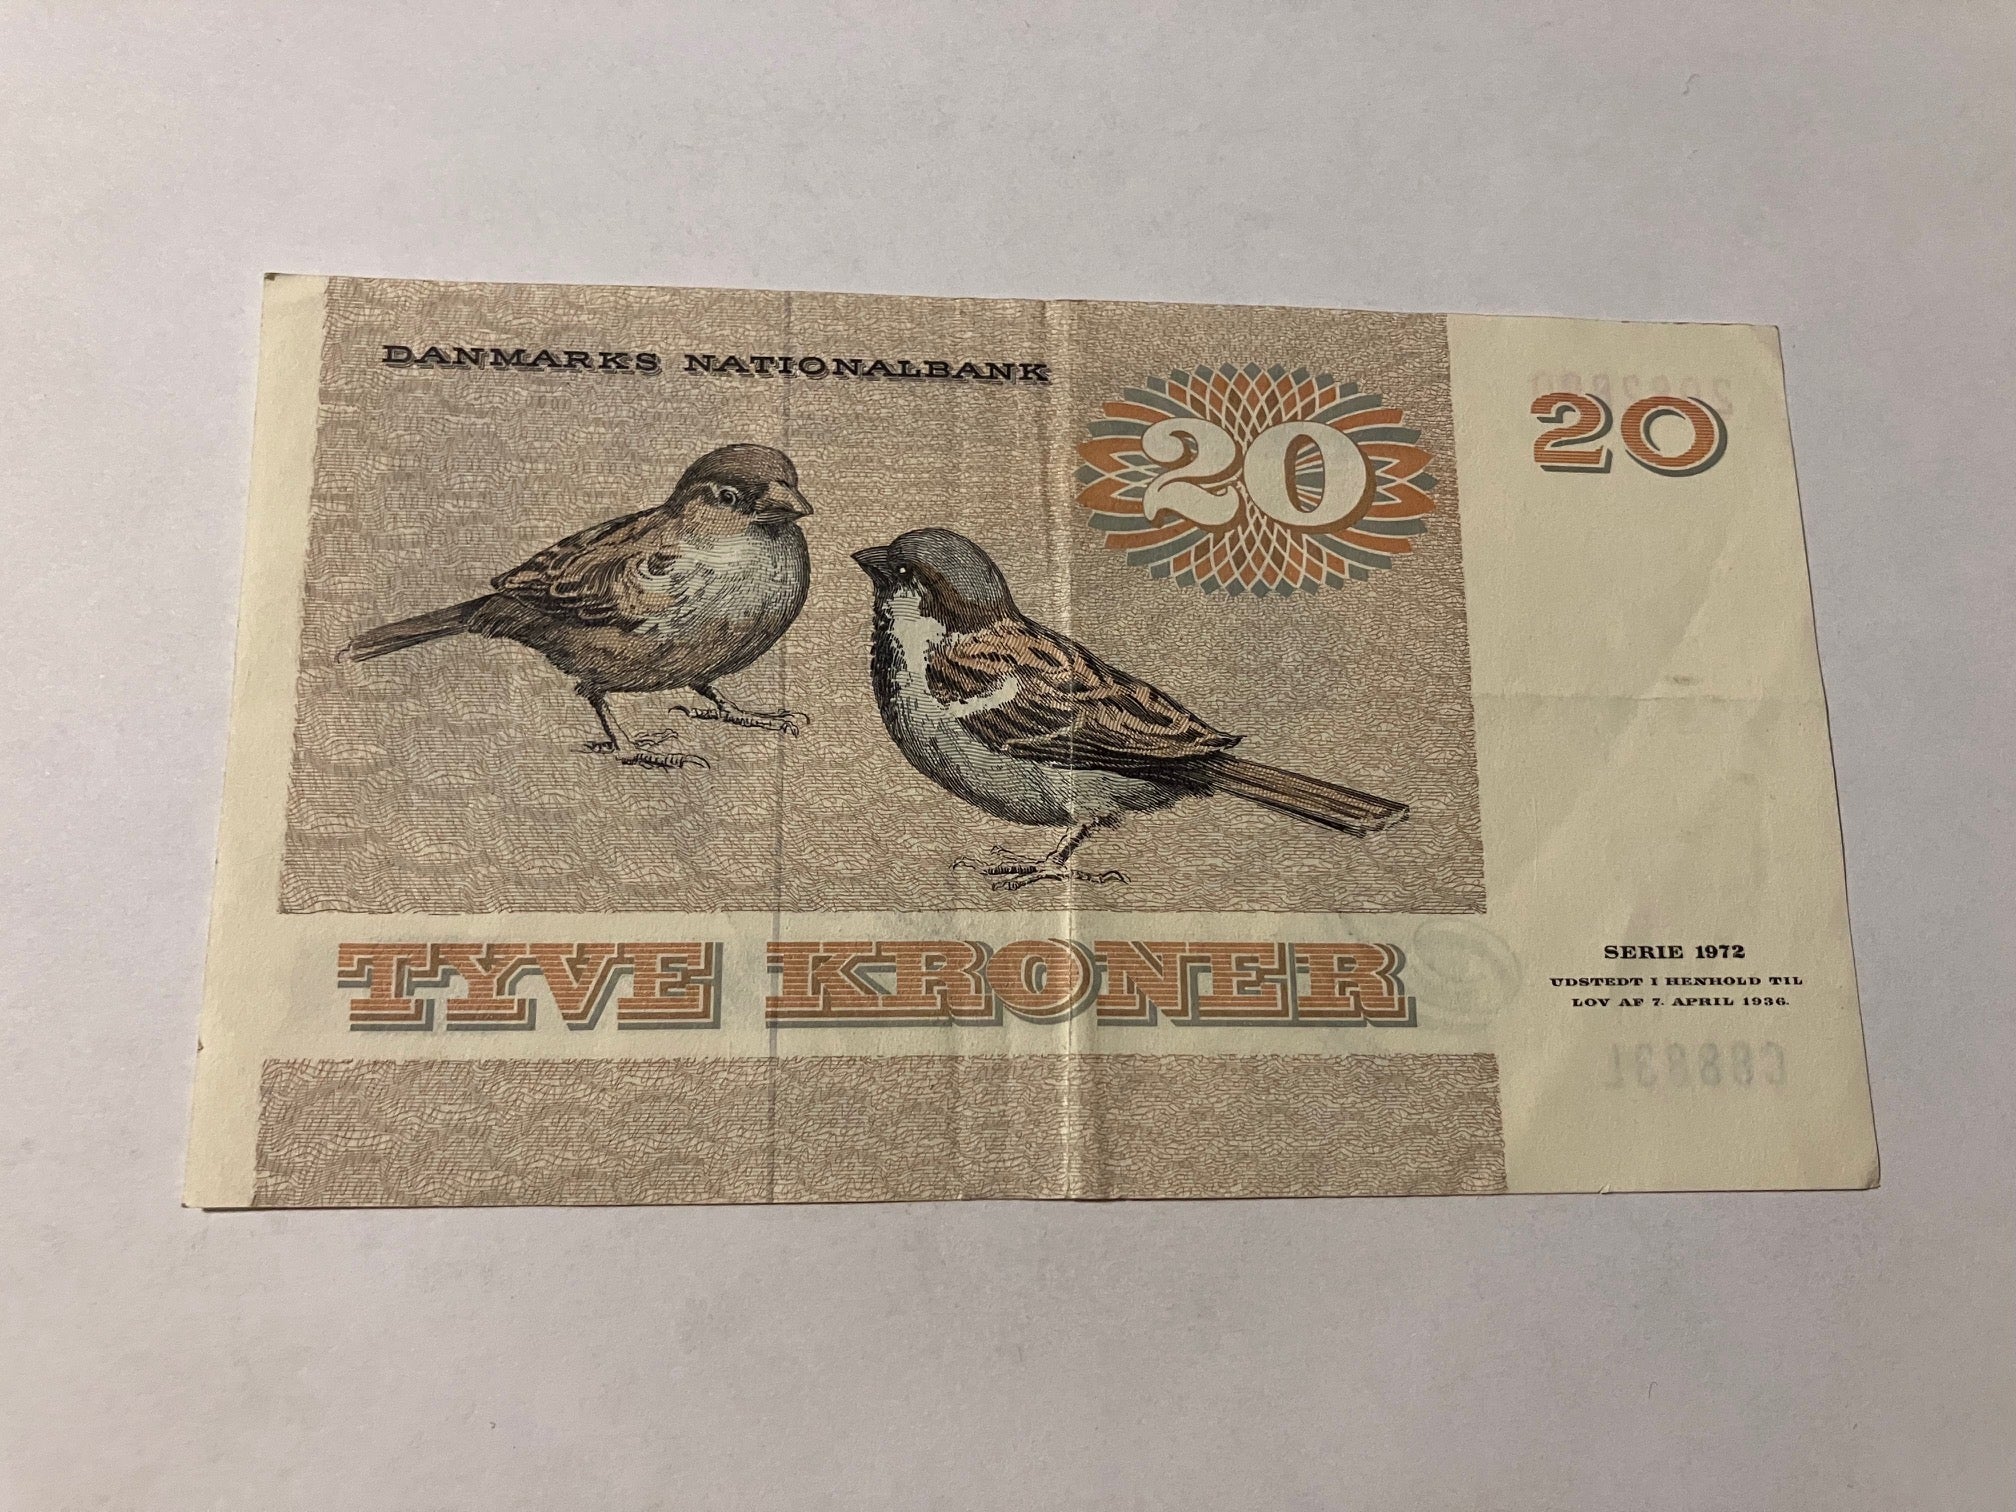 DANMARKS NATIONALBANK
20
20
TYVE KRONER
SERIE 1972
UDSTEDT I HENHOLD TIL
LOV AF 7. APRIL 1936.
C8883L